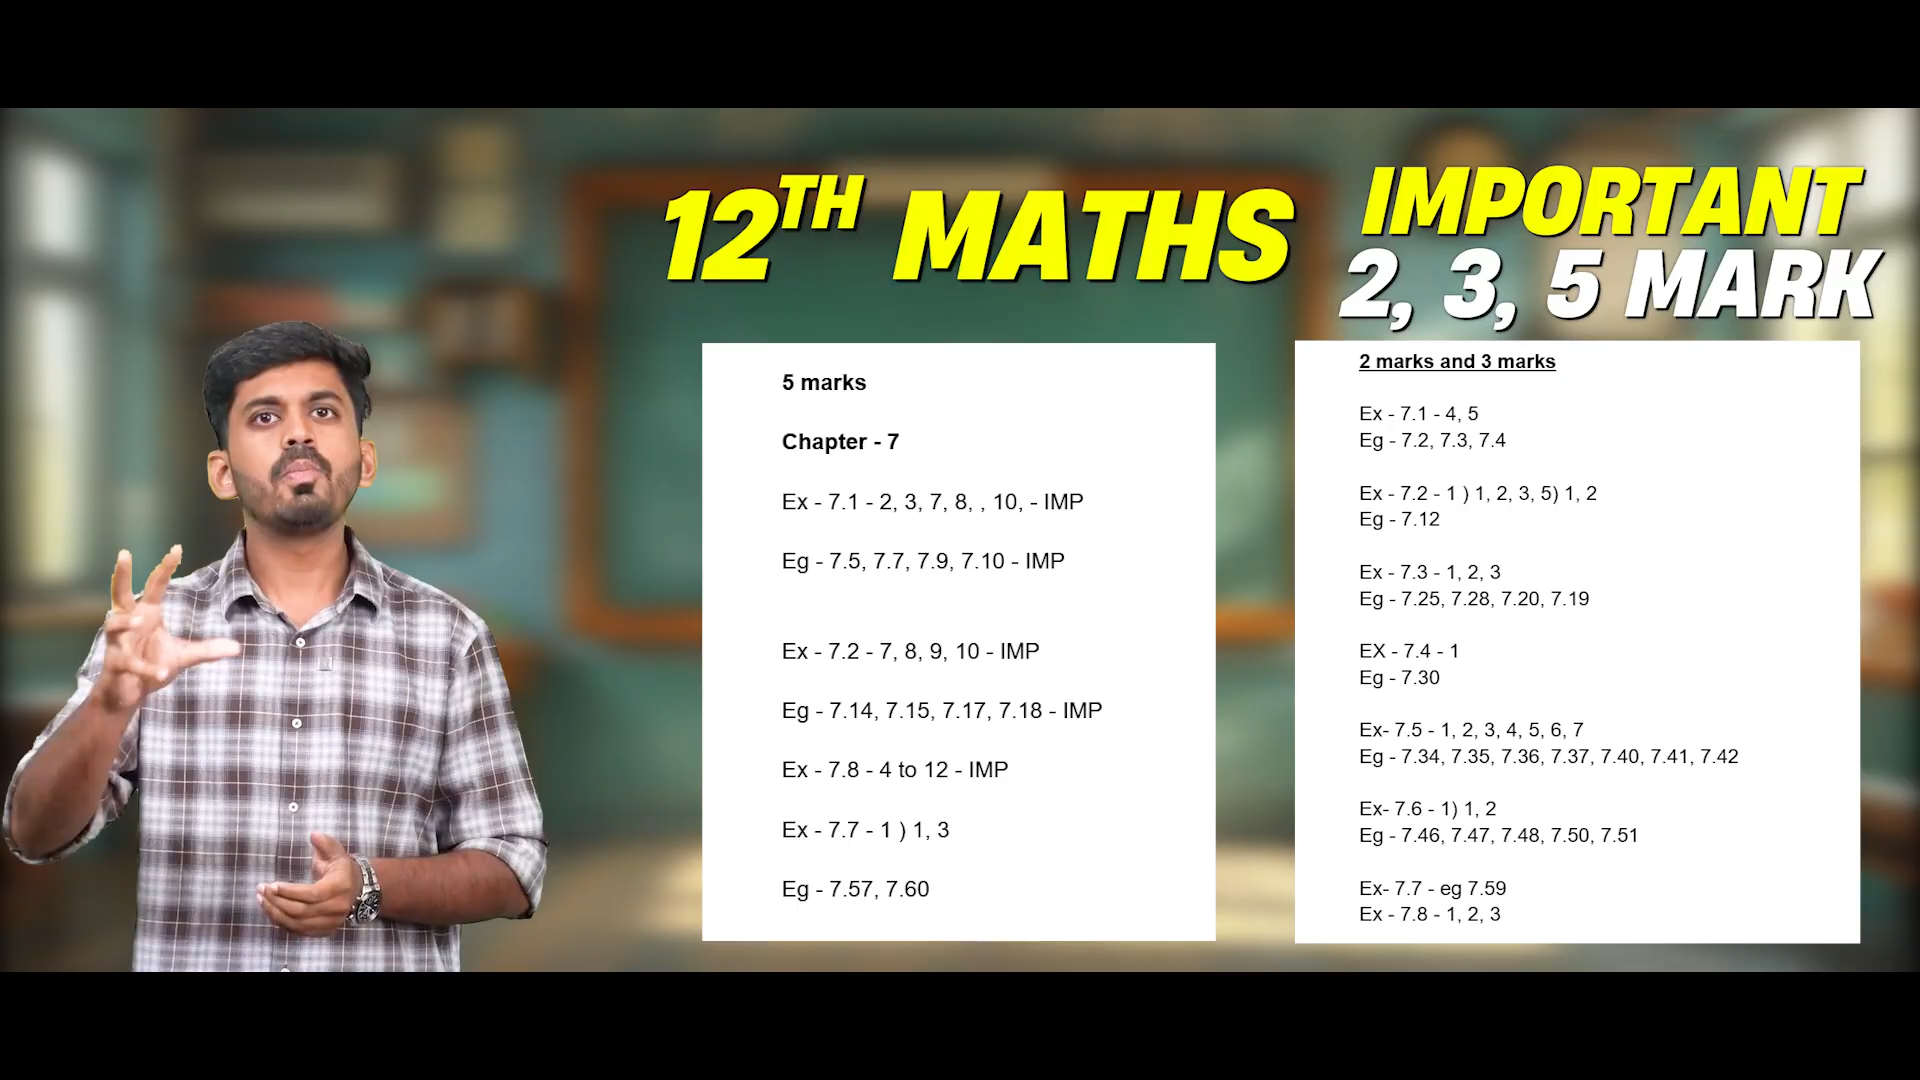 12TH MATHS
IMPORTANT
2, 3, 5 MARK
5 marks
Chapter - 7
Ex - 7.1 - 2, 3, 7, 8, , 10, - IMP
Eg - 7.5, 7.7, 7.9, 7.10 - IMP
Ex - 7.2 - 7, 8, 9, 10 - IMP
Eg - 7.14, 7.15, 7.17, 7.18 - IMP
Ex - 7.8 - 4 to 12 - IMP
Ex - 7.7 - 1 ) 1, 3
Eg - 7.57, 7.60
2 marks and 3 marks
Ex - 7.1 - 4, 5
Eg - 7.2, 7.3, 7.4
Ex - 7.2 - 1 ) 1, 2, 3, 5) 1, 2
Eg - 7.12
Ex - 7.3 - 1, 2, 3
Eg - 7.25, 7.28, 7.20, 7.19
EX - 7.4 - 1
Eg - 7.30
Ex- 7.5 - 1, 2, 3, 4, 5, 6, 7
Eg - 7.34, 7.35, 7.36, 7.37, 7.40, 7.41, 7.42
Ex- 7.6 - 1) 1, 2
Eg - 7.46, 7.47, 7.48, 7.50, 7.51
Ex- 7.7 - eg 7.59
Ex - 7.8 - 1, 2, 3